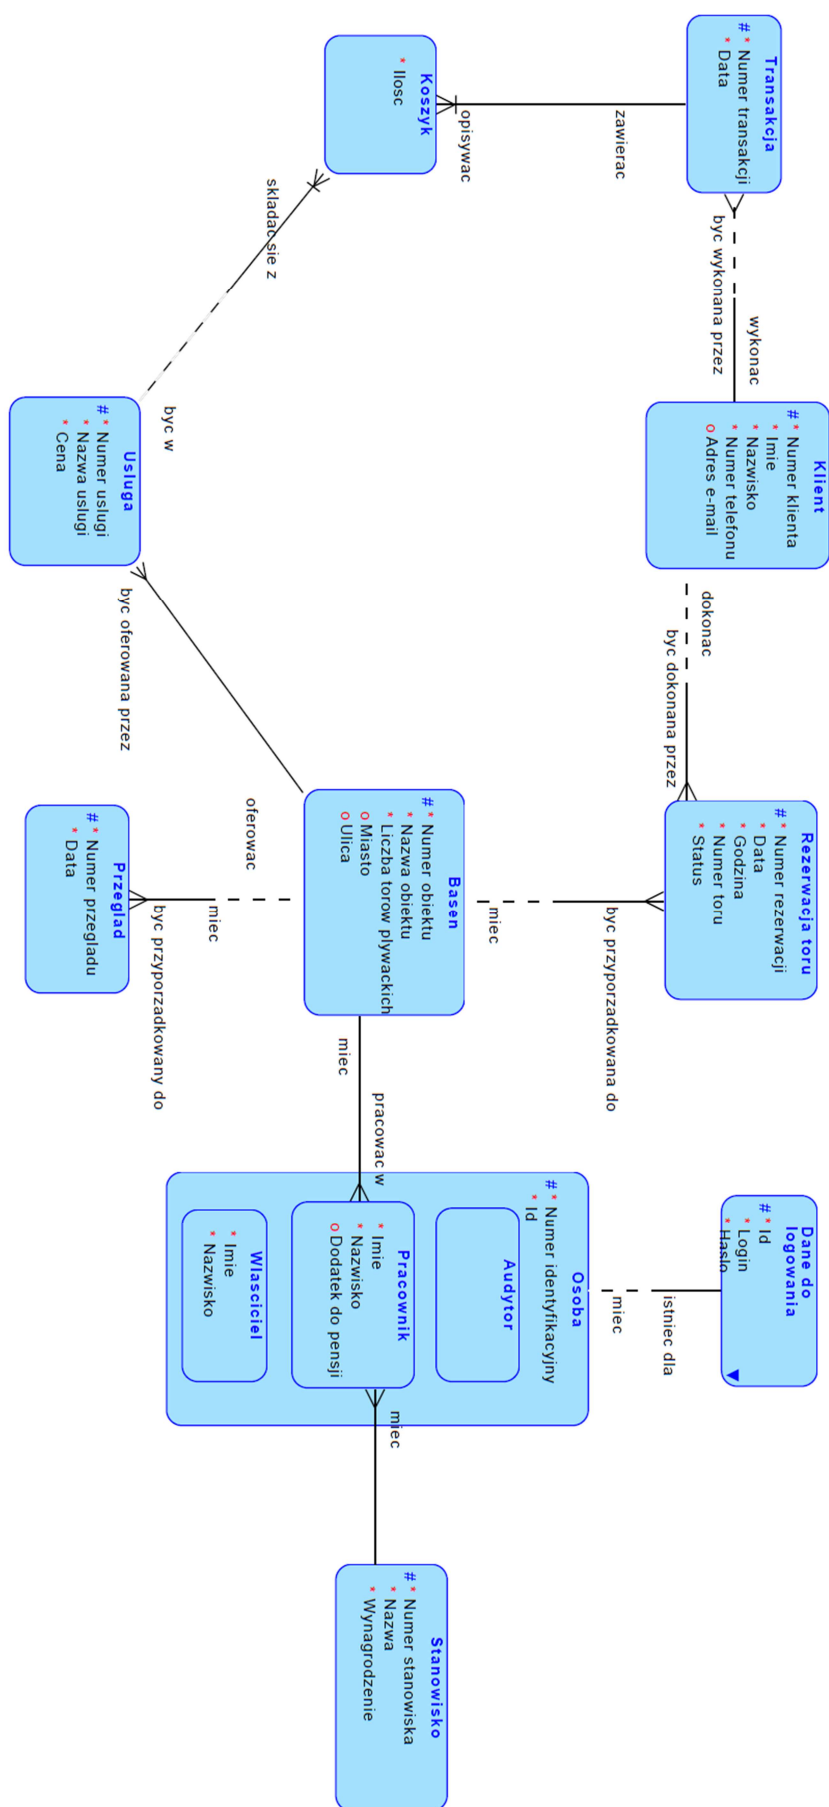 Transakcja
# * Numer transakcji
* Data
zawierac
opisywac
Koszyk
* Ilosc
wykonac
byc wykonana przez
skladac sie z
byc w
Klient
# * Numer klienta
* Imie
* Nazwisko
* Numer telefonu
o Adres e-mail
Usluga
# * Numer uslugi
* Nazwa uslugi
* Cena
dokonac
byc dokonana przez
byc oferowana przez
oferowac
Rezerwacja toru
# * Numer rezerwacji
* Data
* Godzina
* Numer toru
* Status
byc przyporzadkowana do
miec
Basen
# * Numer obiektu
* Nazwa obiektu
* Liczba torow plywackich
o Miasto
o Ulica
miec
byc przyporzadkowany do
Przeglad
# * Numer przegladu
* Data
miec
pracowac w
Dane do
logowania
# * Id
* Login
* Haslo
istniec dla
miec
Osoba
# * Numer identyfikacyjny
* Id
Audytor
Pracownik
* Imie
* Nazwisko
o Dodatek do pensji
Wlasciciel
* Imie
* Nazwisko
miec
Stanowisko
# * Numer stanowiska
* Nazwa
* Wynagrodzenie